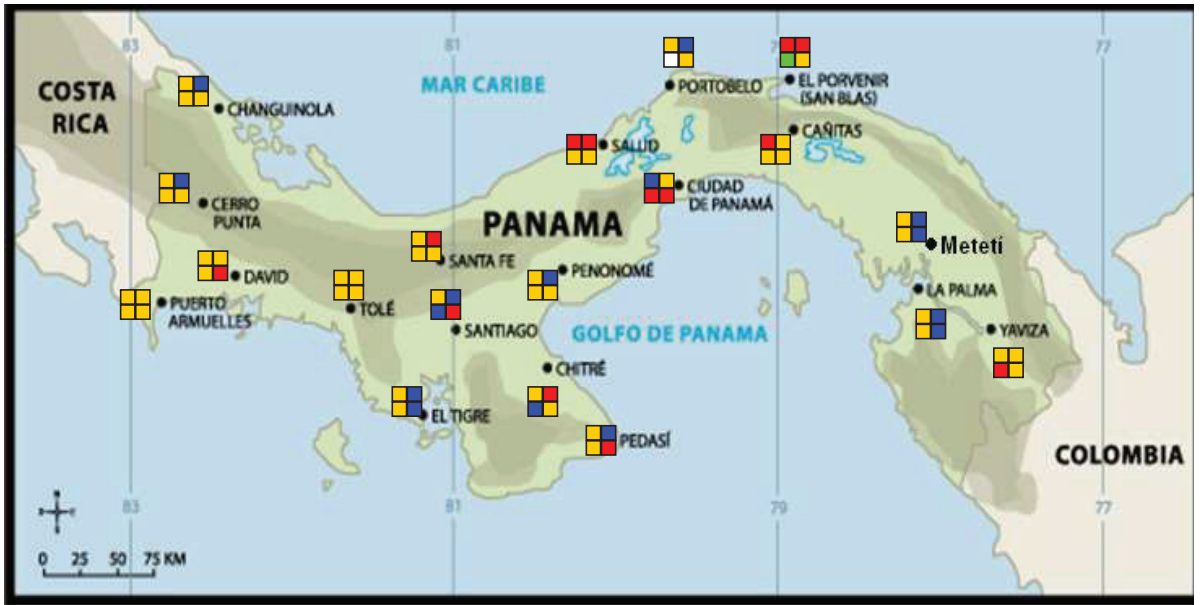 83
81
79
77
COSTA
RICA
MAR CARIBE
PORTOBELO
EL PORVENIR
(SAN BLAS)
CHANGUINOLA
CAÑITAS
SALUD
CERRO
PUNTA
CIUDAD
DE PANAMÁ
PANAMA
Metetí
SANTA FE
PENONOMÉ
DAVID
LA PALMA
PUERTO
ARMUELLES
TOLÉ
SANTIAGO
GOLFO DE PANAMA
YAVIZA
CHITRÉ
EL TIGRE
PEDASÍ
COLOMBIA
83
81
79
77
0 25 50 75 KM